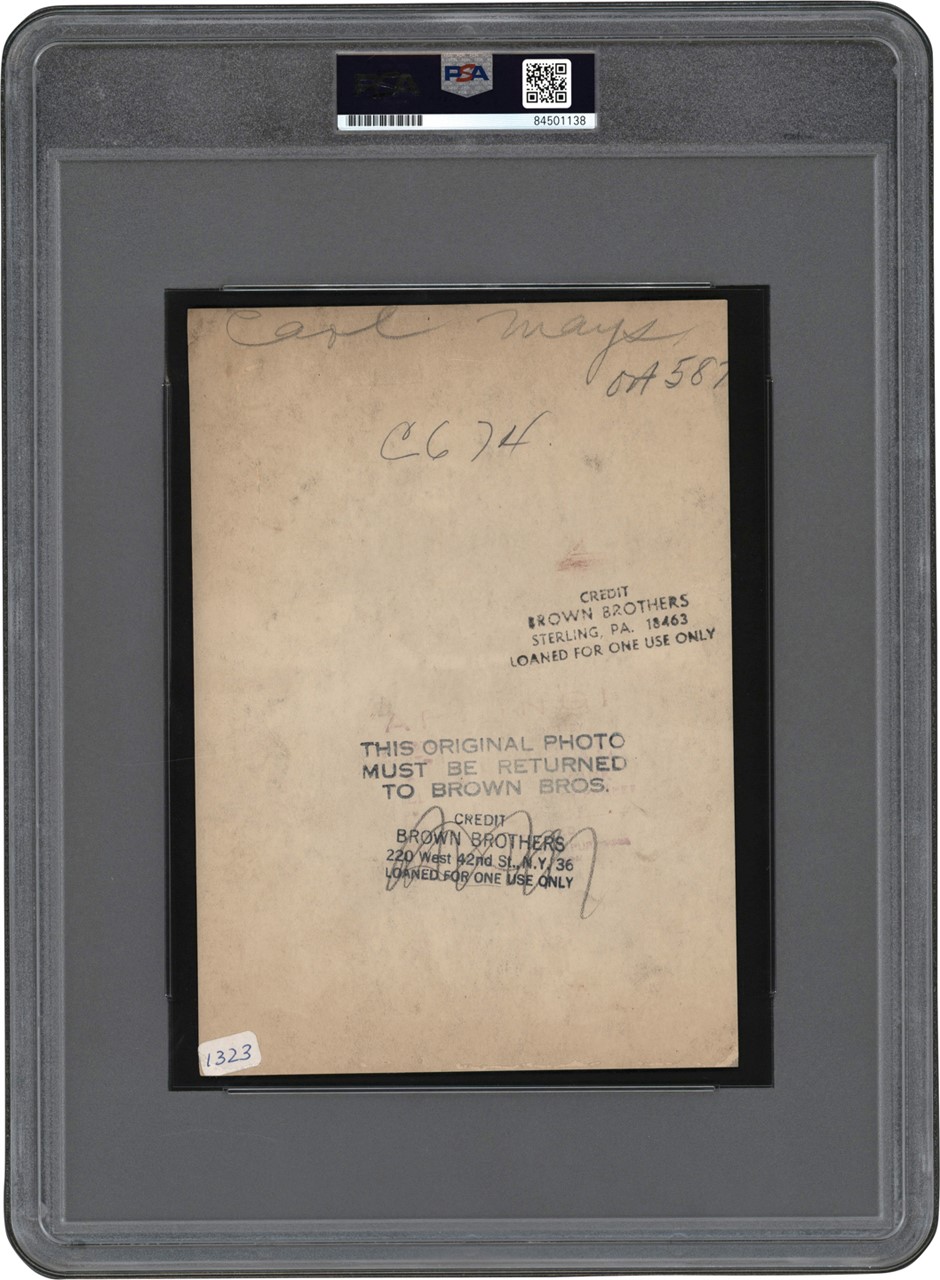 PSA
84501138
Carl Mays
OA587
C674.
CREDIT
BROWN BROTHERS
STERLING, PA. 18463
LOANED FOR ONE USE ONLY
THIS ORIGINAL PHOTO
MUST BE RETURNED
TO BROWN BROS.
CREDIT
BROWN BROTHERS
220 West 42nd St., N.Y. 36
LOANED FOR ONE USE ONLY
1323